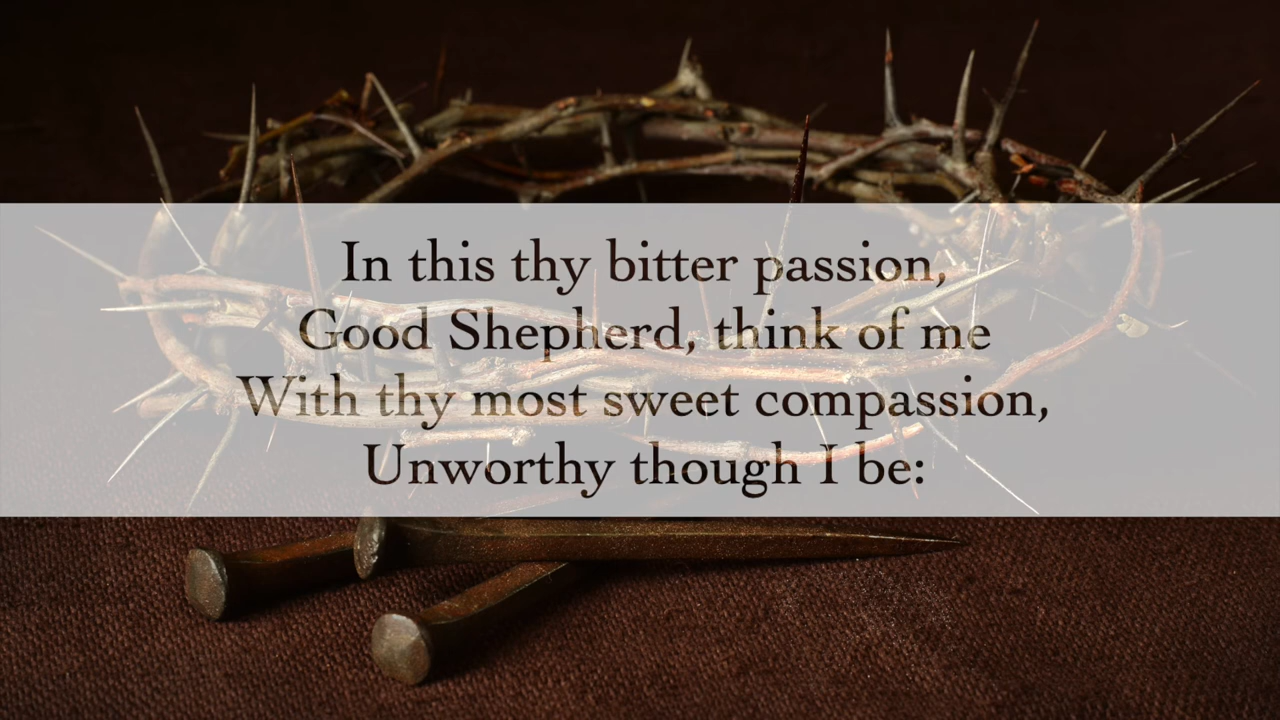 In this thy bitter passion,
Good Shepherd, think of me
With thy most sweet compassion,
Unworthy though I be: